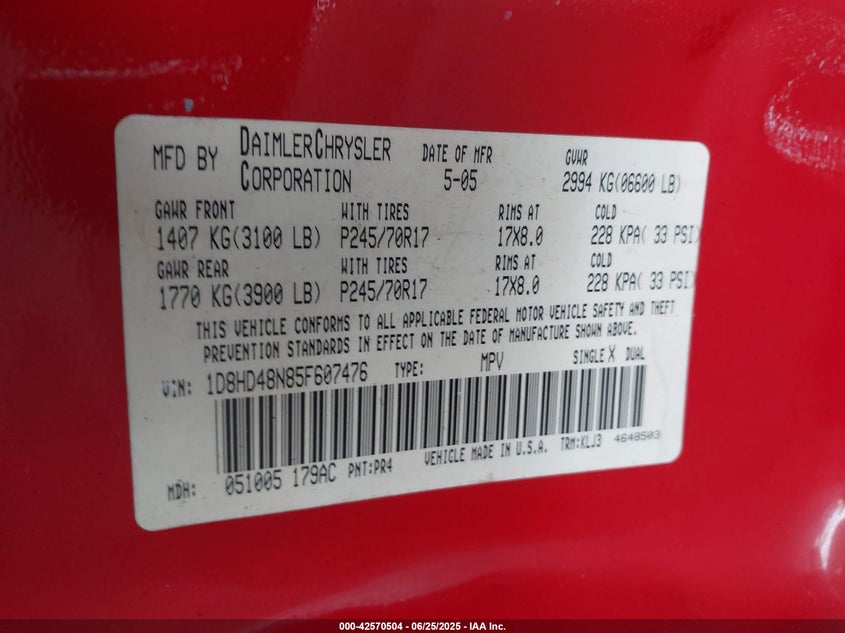 MFD BY DAIMLERCHRYSLER CORPORATION DATE OF MFR 5-05 GVWR 2994 KG(06600 LB)
GAWR FRONT WITH TIRES RIMS AT COLD
1407 KG(3100 LB) P245/70R17 17X8.0 228 KPA( 33 PSI)
GAWR REAR WITH TIRES RIMS AT COLD
1770 KG(3900 LB) P245/70R17 17X8.0 228 KPA( 33 PSI)
THIS VEHICLE CONFORMS TO ALL APPLICABLE FEDERAL MOTOR VEHICLE SAFETY AND THEFT
PREVENTION STANDARDS IN EFFECT ON THE DATE OF MANUFACTURE SHOWN ABOVE.
VIN: 1D8HD48N85F607476 TYPE: MPV SINGLE X DUAL
MDH: 051005 179AC PNT:PR4 VEHICLE MADE IN U.S.A. TRM:KLJ3 4648503
000-42570504 | 06/25/2025 - IAA Inc.